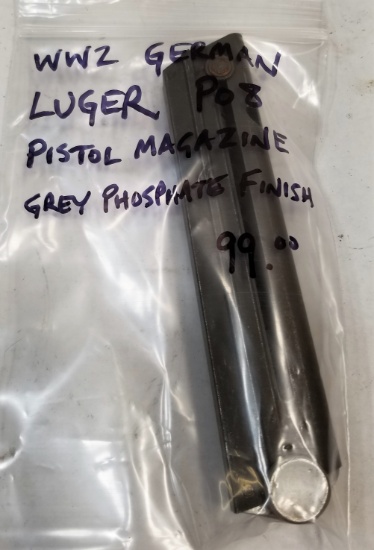 WW2 GERMAN
LUGER P08
PISTOL MAGAZINE
GREY PHOSPHATE FINISH
99.00